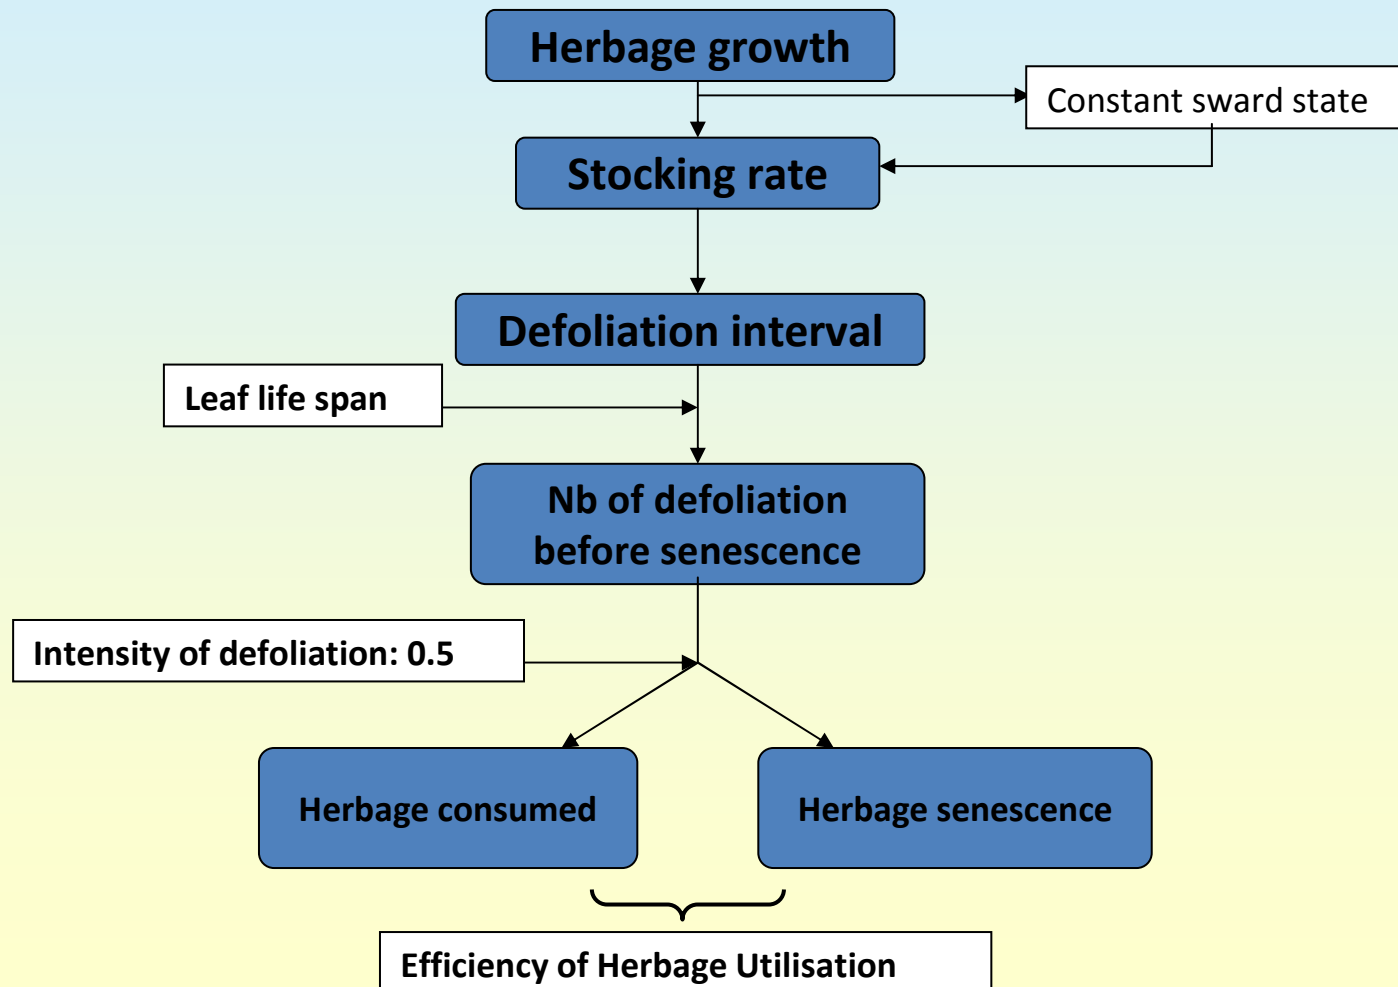 Herbage growth
Constant sward state
Stocking rate
Defoliation interval
Leaf life span
Nb of defoliation
before senescence
Intensity of defoliation: 0.5
Herbage consumed
Herbage senescence
Efficiency of Herbage Utilisation